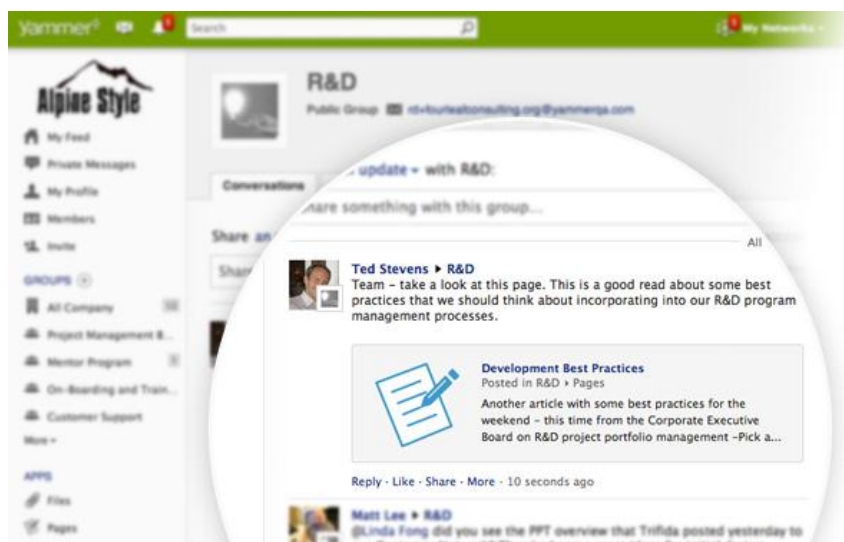 yammer
Search
My Networks
Alpine Style
R&D
Public Group
My Feed
Private Messages
My Profile
Members
Invite
Conversations
update with R&D:
share something with this group...
Share an
All
GROUPS
All Company
Project Management B...
Mentor Program
On-Boarding and Train...
Customer Support
More
APPS
Files
Pages
Ted Stevens ▸ R&D
Team – take a look at this page. This is a good read about some best
practices that we should think about incorporating into our R&D program
management processes.
Development Best Practices
Posted in R&D ▸ Pages
Another article with some best practices for the
weekend – this time from the Corporate Executive
Board on R&D project portfolio management –Pick a...
Reply · Like · Share · More · 10 seconds ago
Matt Lee ▸ R&D
@Linda Fong did you see the PPT overview that Trifida posted yesterday to